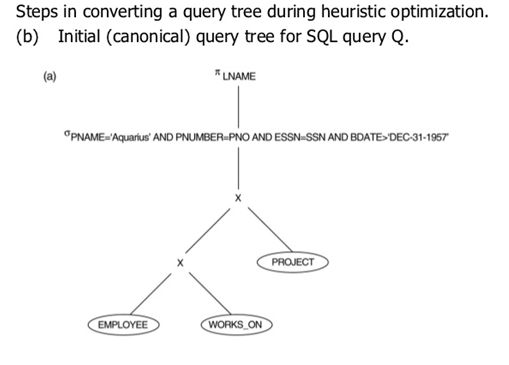 Steps in converting a query tree during heuristic optimization.
(b) Initial (canonical) query tree for SQL query Q.
(a)
π LNAME
σPNAME='Aquarius' AND PNUMBER=PNO AND ESSN=SSN AND BDATE>'DEC-31-1957'
X
X
PROJECT
EMPLOYEE
WORKS_ON